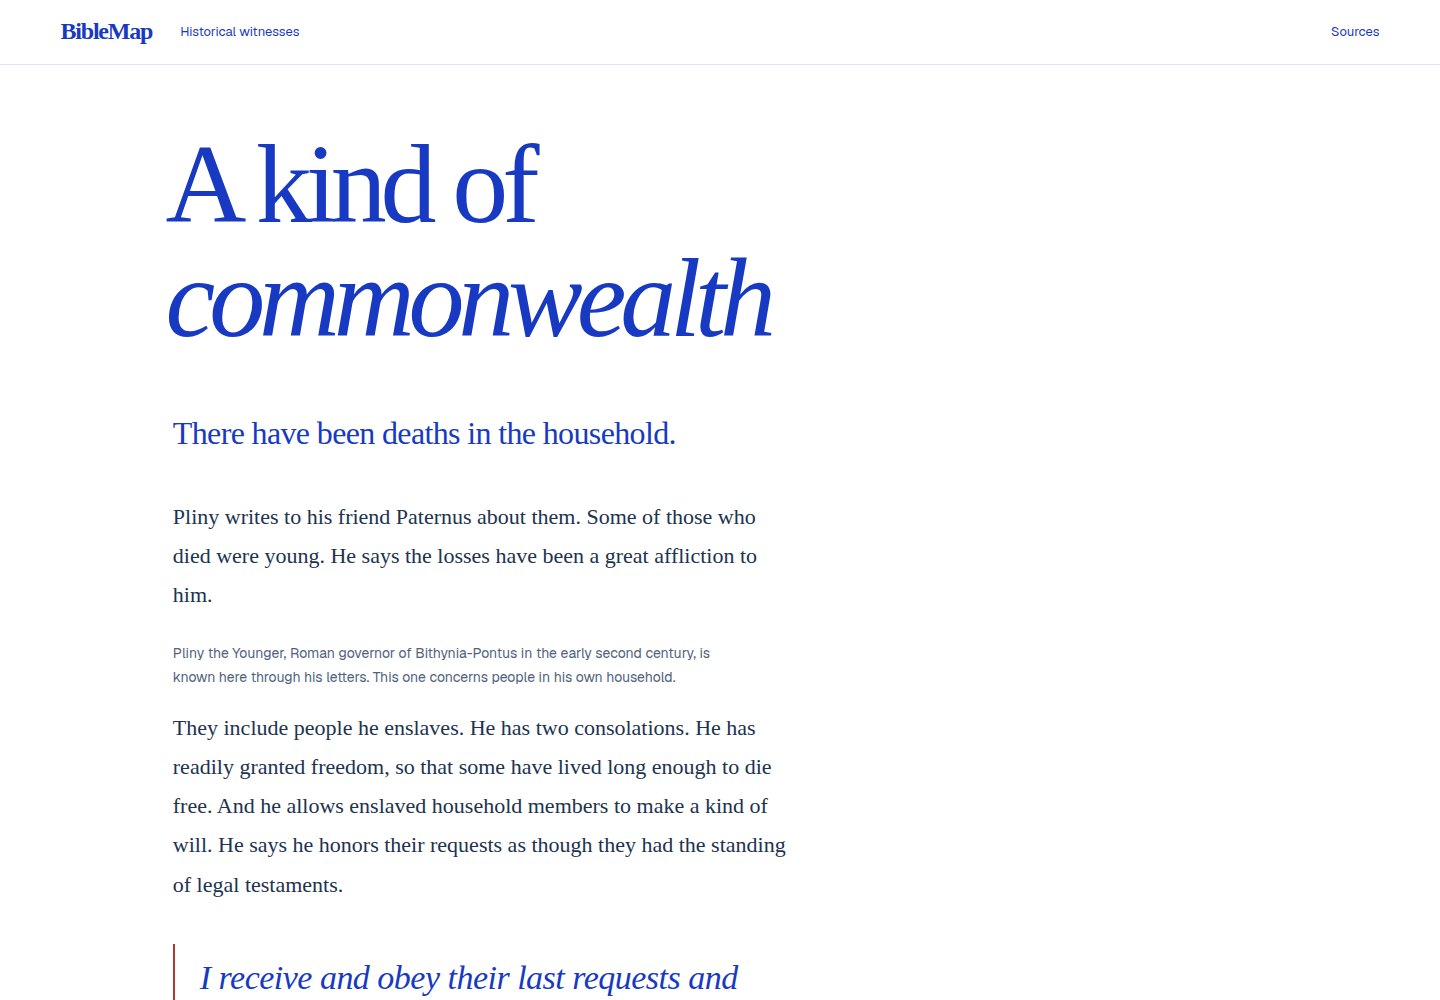 BibleMap
Historical witnesses
Sources
A kind of
commonwealth
There have been deaths in the household.
Pliny writes to his friend Paternus about them. Some of those who
died were young. He says the losses have been a great affliction to
him.
Pliny the Younger, Roman governor of Bithynia-Pontus in the early second century, is
known here through his letters. This one concerns people in his own household.
They include people he enslaves. He has two consolations. He has
readily granted freedom, so that some have lived long enough to die
free. And he allows enslaved household members to make a kind of
will. He says he honors their requests as though they had the standing
of legal testaments.
I receive and obey their last requests and